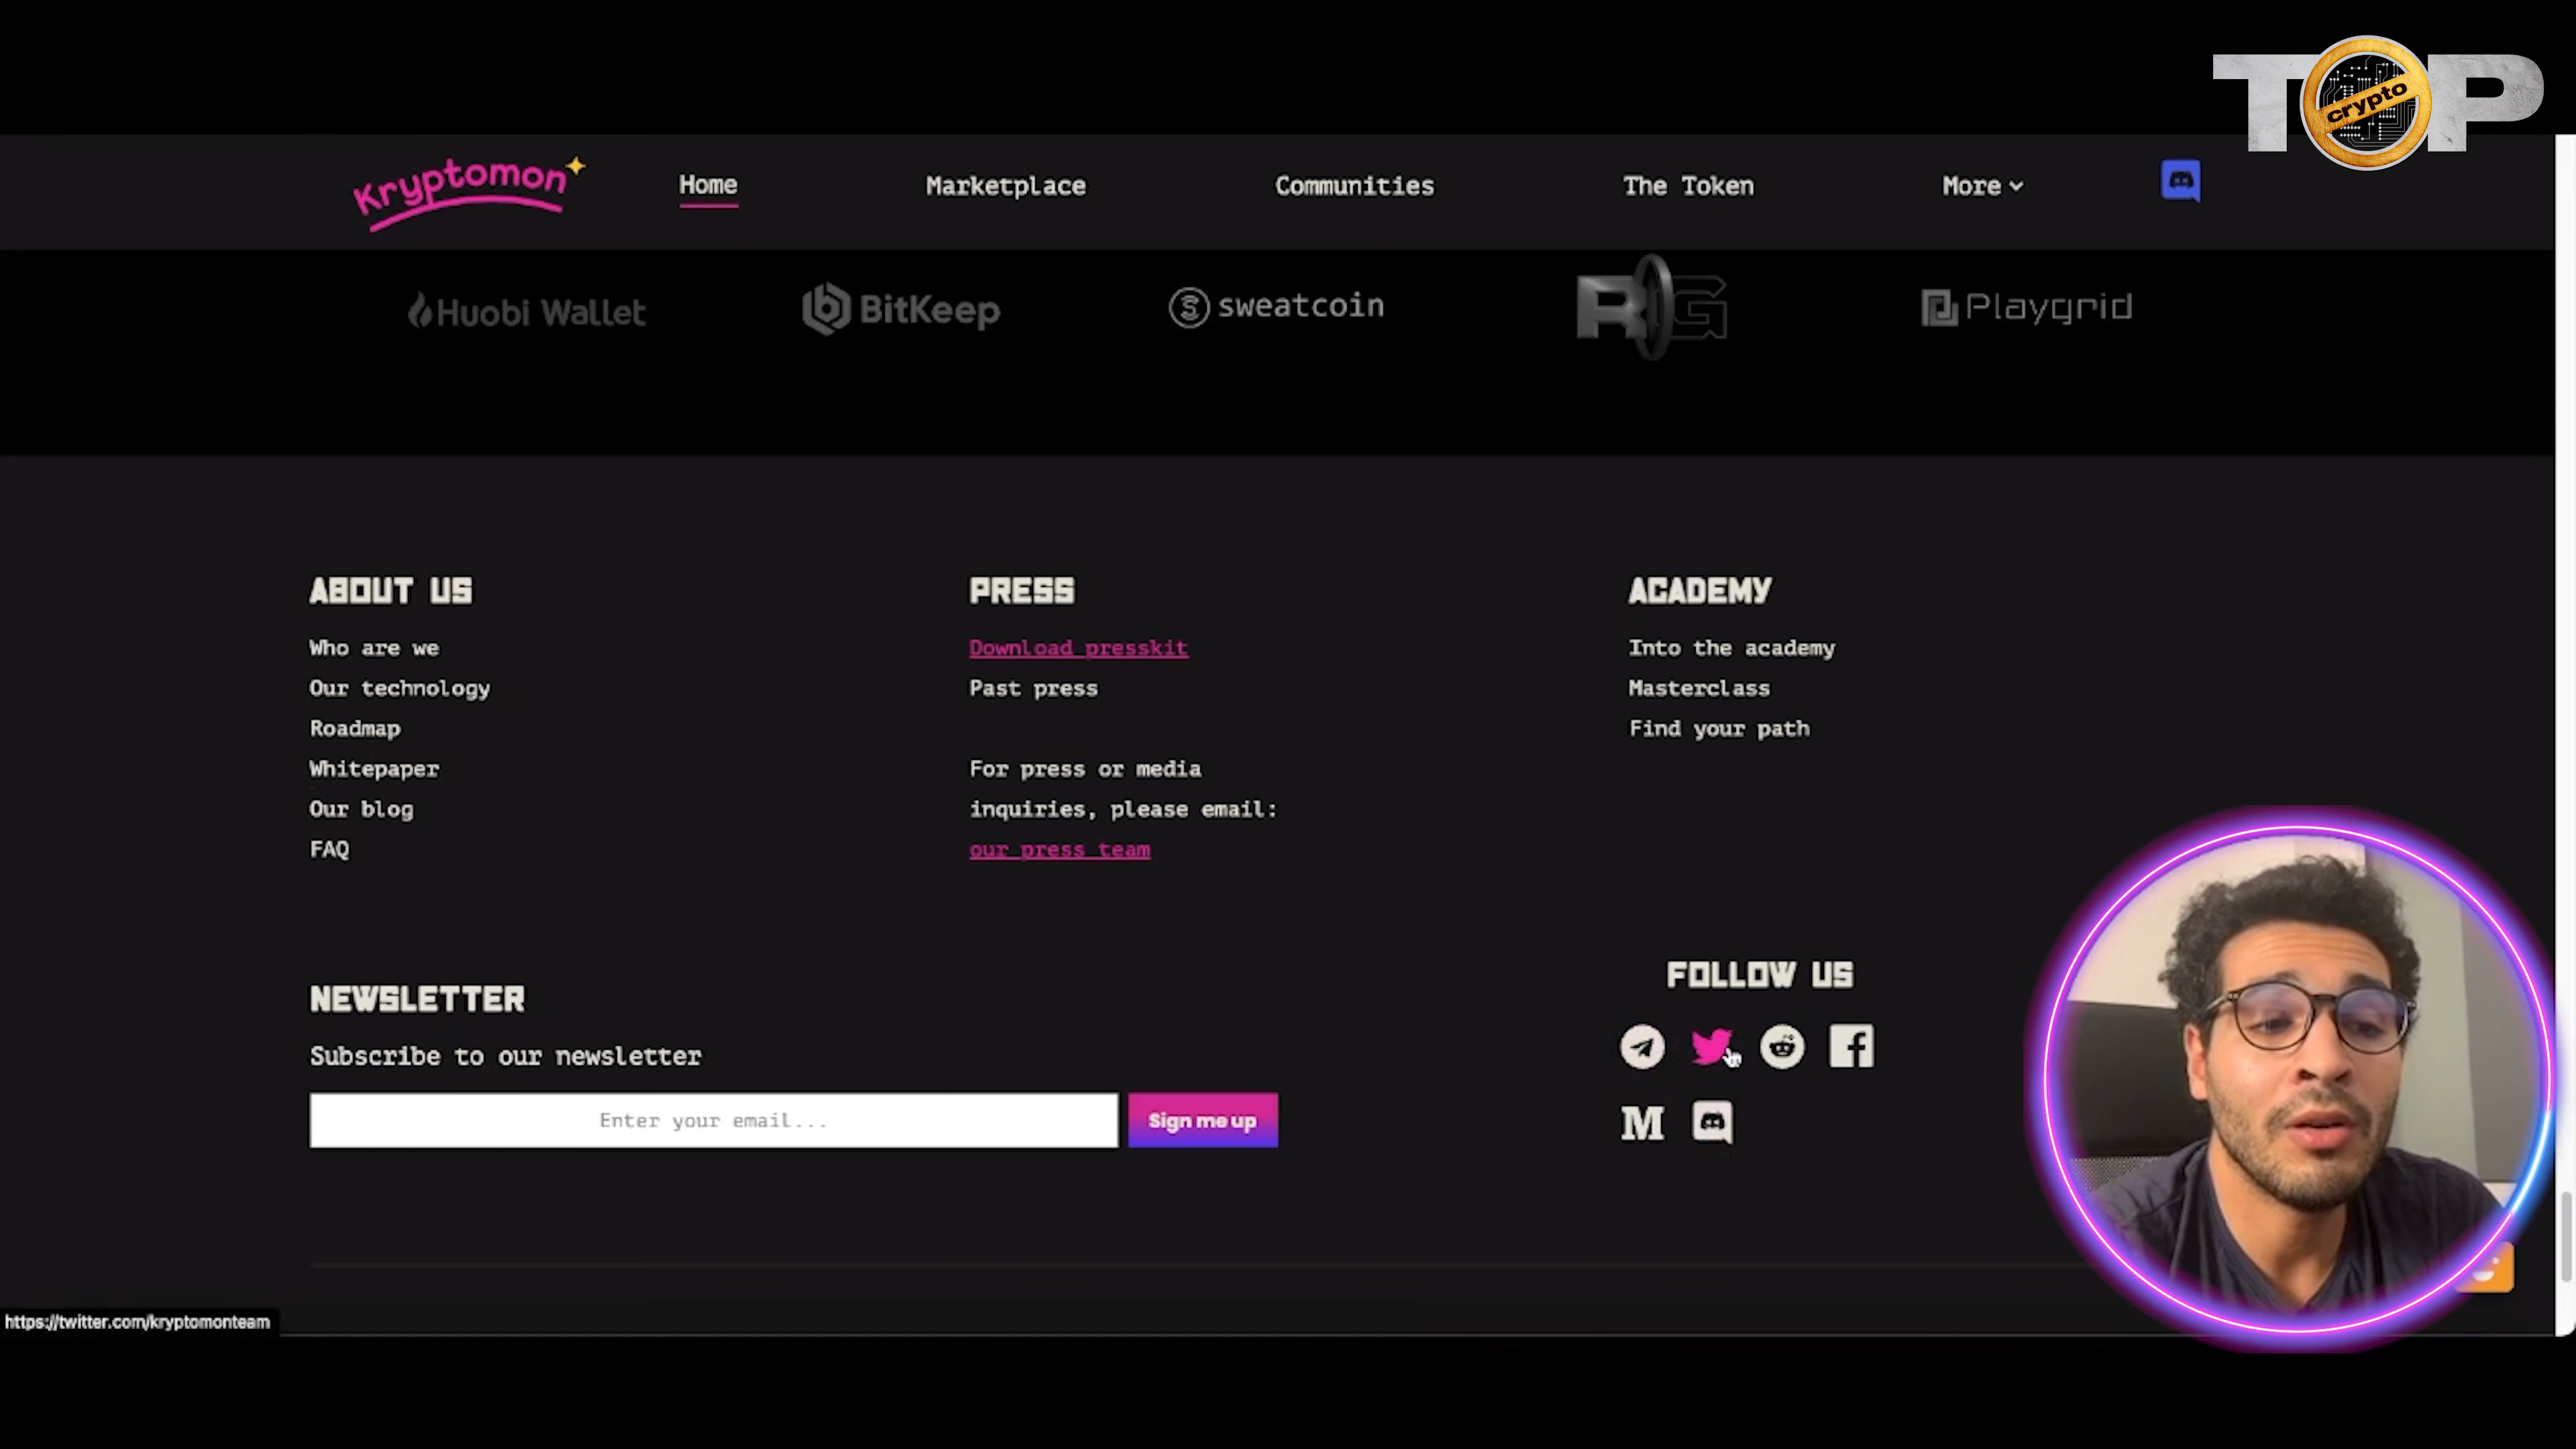 TOP
crypto
Kryptomon
Home
Marketplace
Communities
The Token
More
Huobi Wallet
BitKeep
sweatcoin
RIG
Playgrid
ABOUT US
Who are we
Our technology
Roadmap
Whitepaper
Our blog
FAQ
PRESS
Download presskit
Past press
For press or media
inquiries, please email:
our press team
ACADEMY
Into the academy
Masterclass
Find your path
NEWSLETTER
Subscribe to our newsletter
Enter your email...
Sign me up
FOLLOW US
M
https://twitter.com/kryptomonteam